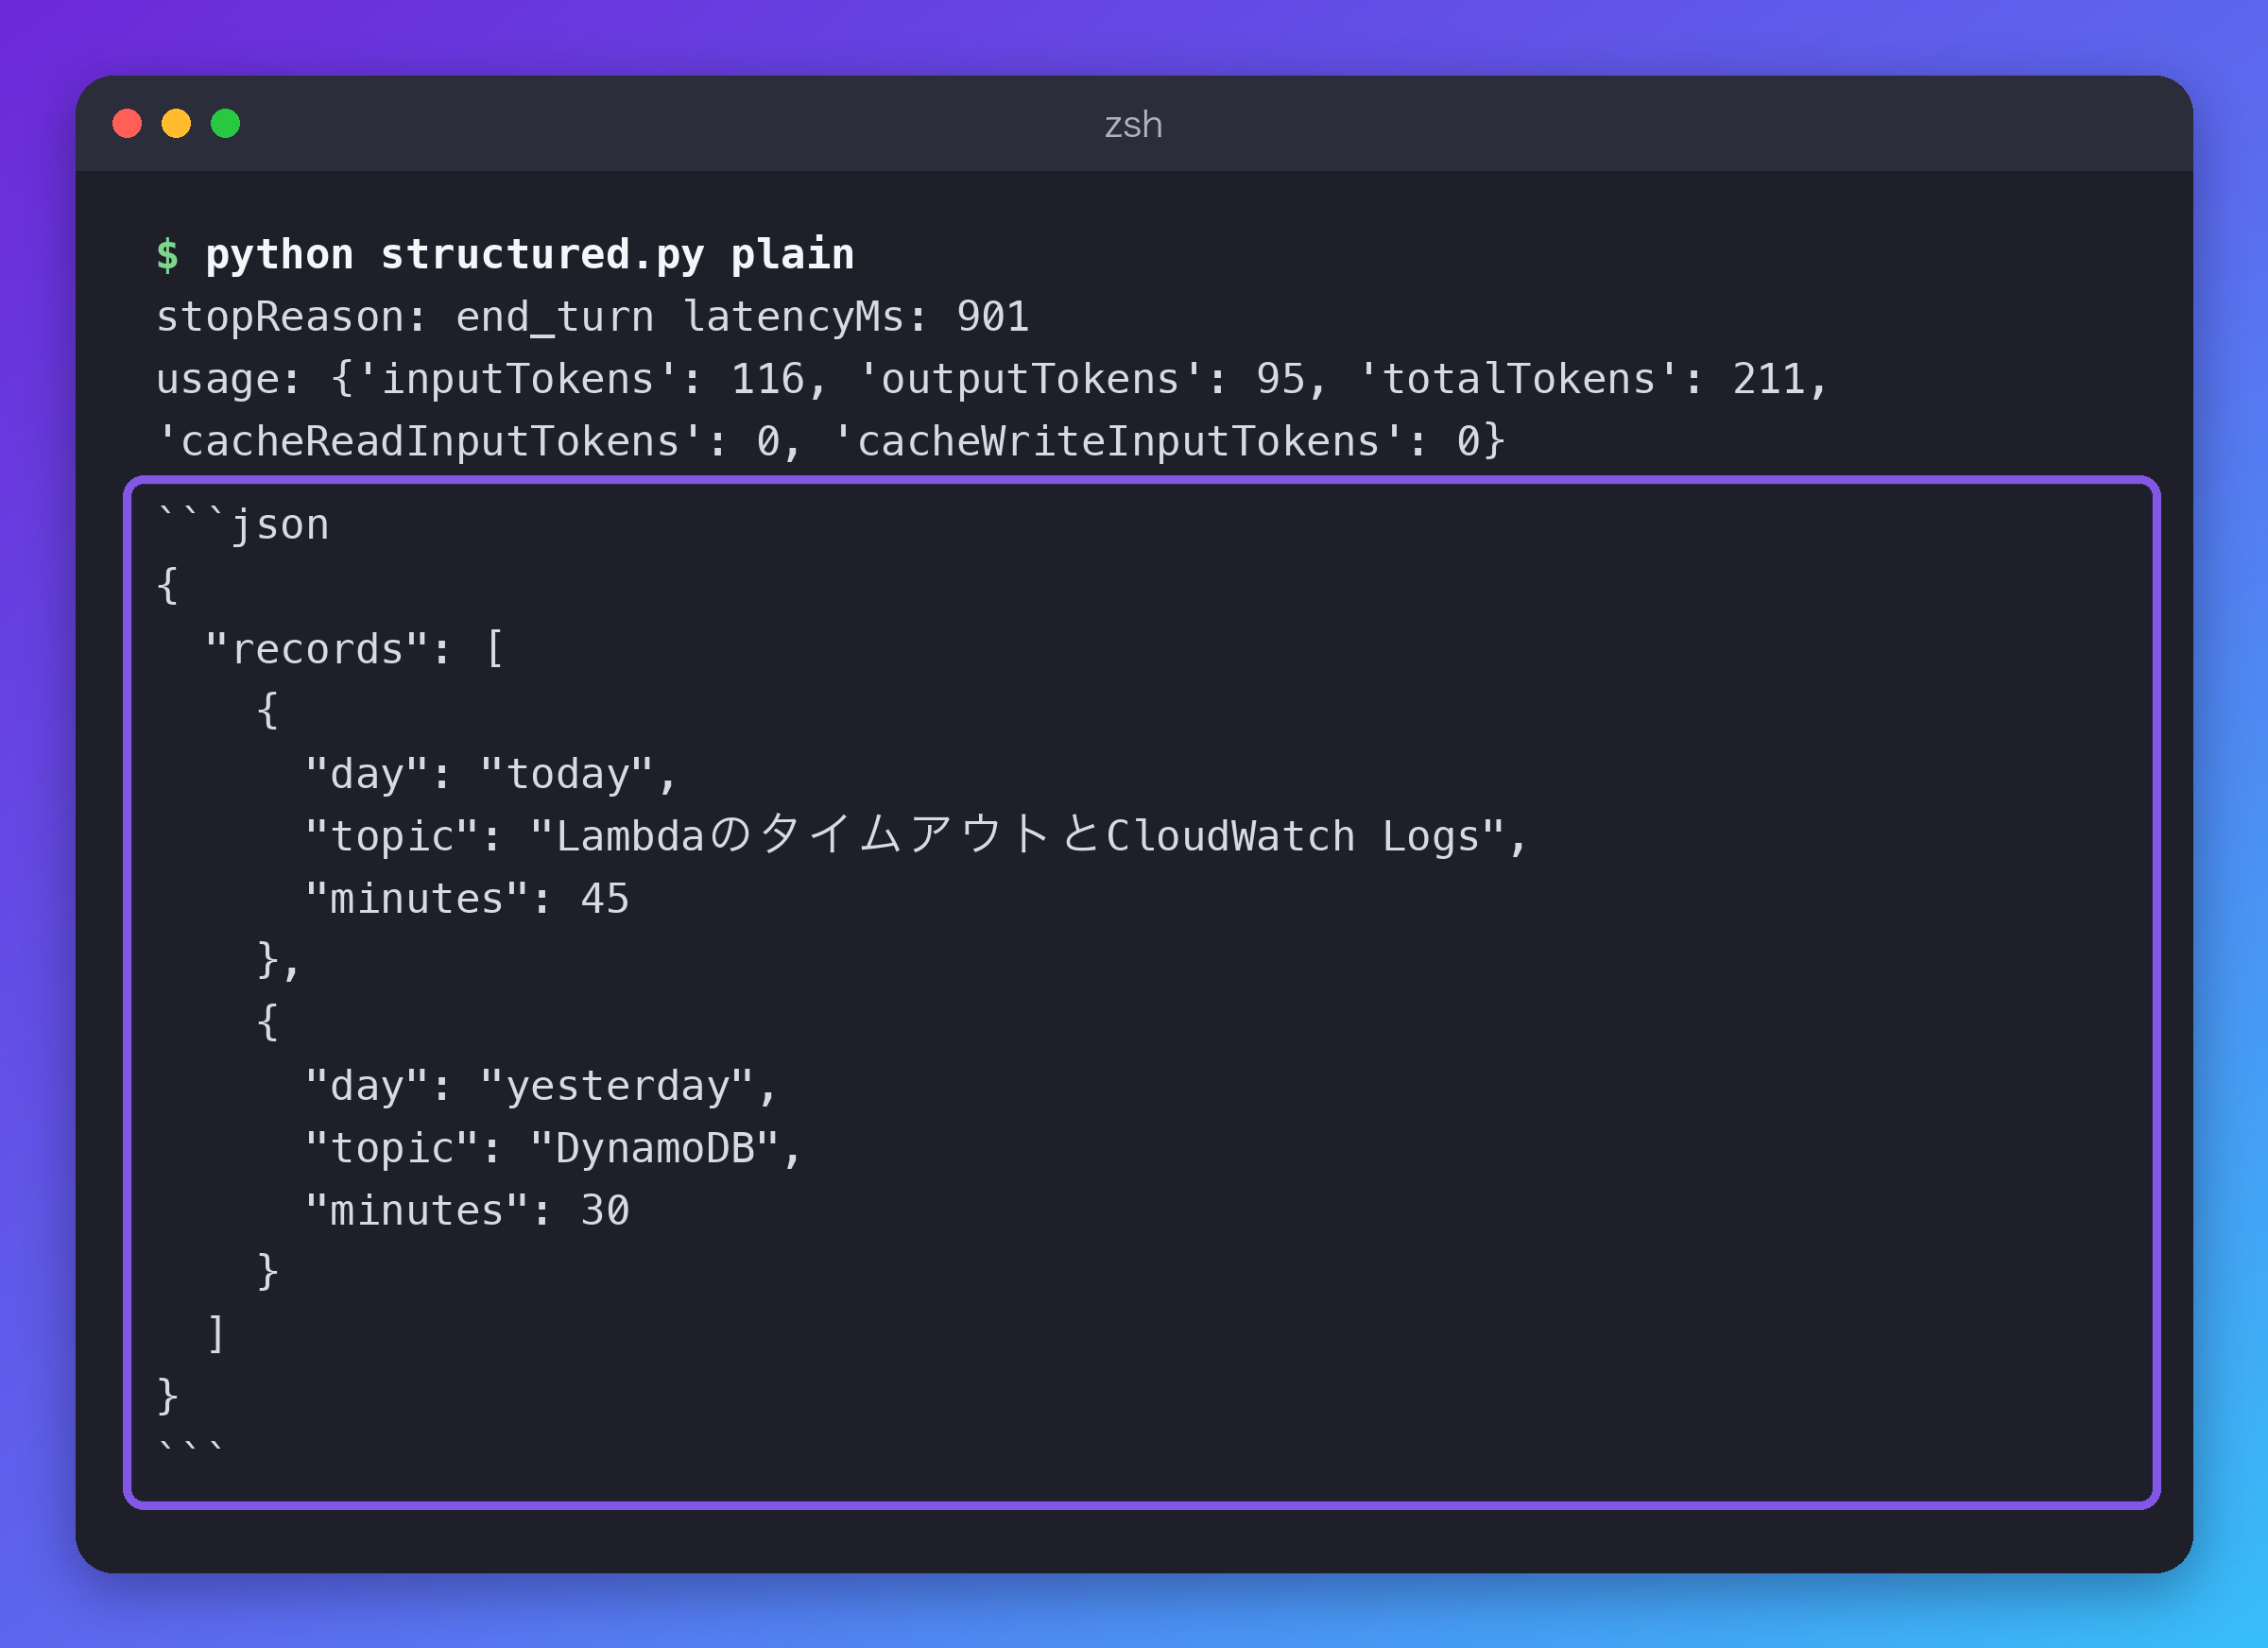 zsh
$ python structured.py plain
stopReason: end_turn latencyMs: 901
usage: {'inputTokens': 116, 'outputTokens': 95, 'totalTokens': 211,
'cacheReadInputTokens': 0, 'cacheWriteInputTokens': 0}
```json
{
  "records": [
    {
      "day": "today",
      "topic": "LambdaのタイムアウトとCloudWatch Logs",
      "minutes": 45
    },
    {
      "day": "yesterday",
      "topic": "DynamoDB",
      "minutes": 30
    }
  ]
}
```